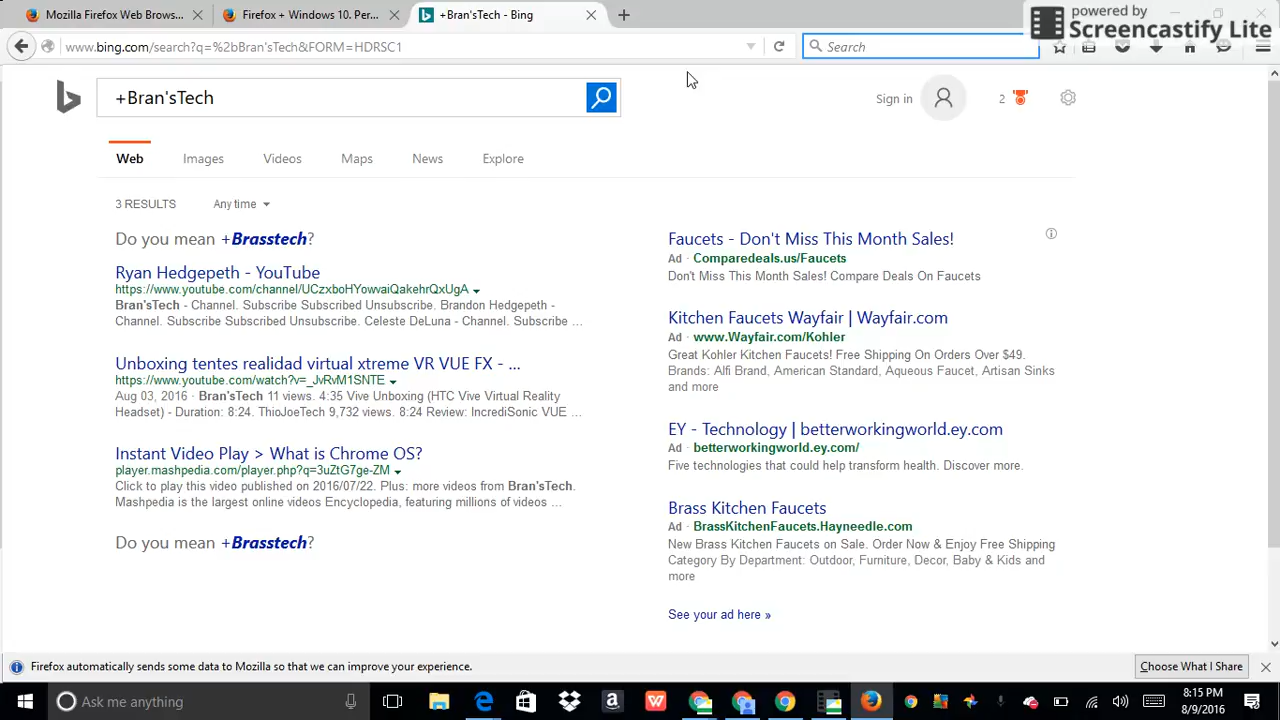 Mozilla Firefox Web Brows...
Firefox + Windows 10. Ber...
+Bran'sTech - Bing
powered by
Screencastify Lite
www.bing.com/search?q=%2bBran'sTech&FORM=HDRSC1
Search
+Bran'sTech
Sign in
2
Web
Images
Videos
Maps
News
Explore
3 RESULTS
Any time
Do you mean +Brasstech?
Ryan Hedgepeth - YouTube
https://www.youtube.com/channel/UCzxboHYowvaiQakehrQxUgA
Bran'sTech - Channel. Subscribe Subscribed Unsubscribe. Brandon Hedgepeth -
Channel. Subscribe Subscribed Unsubscribe. Celeste DeLuna - Channel. Subscribe ...
Unboxing tentes realidad virtual xtreme VR VUE FX - ...
https://www.youtube.com/watch?v=_JvRvM1SNTE
Aug 03, 2016 · Bran'sTech 11 views. 4:35 Vive Unboxing (HTC Vive Virtual Reality
Headset) - Duration: 8:24. ThioJoeTech 9,732 views. 8:24 Review: IncrediSonic VUE ...
Instant Video Play > What is Chrome OS?
player.mashpedia.com/player.php?q=3uZtG7ge-ZM
Click to play this video published on 2016/07/22. Plus: more videos from Bran'sTech.
Mashpedia is the largest online videos Encyclopedia, featuring millions of videos ...
Do you mean +Brasstech?
Faucets - Don't Miss This Month Sales!
Ad · Comparedeals.us/Faucets
Don't Miss This Month Sales! Compare Deals On Faucets
Kitchen Faucets Wayfair | Wayfair.com
Ad · www.Wayfair.com/Kohler
Great Kohler Kitchen Faucets! Free Shipping On Orders Over $49.
Brands: Alfi Brand, American Standard, Aqueous Faucet, Artisan Sinks
and more
EY - Technology | betterworkingworld.ey.com
Ad · betterworkingworld.ey.com/
Five technologies that could help transform health. Discover more.
Brass Kitchen Faucets
Ad · BrassKitchenFaucets.Hayneedle.com
New Brass Kitchen Faucets on Sale. Order Now & Enjoy Free Shipping
Category By Department: Outdoor, Furniture, Decor, Baby & Kids and
more
See your ad here »
Firefox automatically sends some data to Mozilla so that we can improve your experience.
Choose What I Share
Ask me anything
8:15 PM
8/9/2016